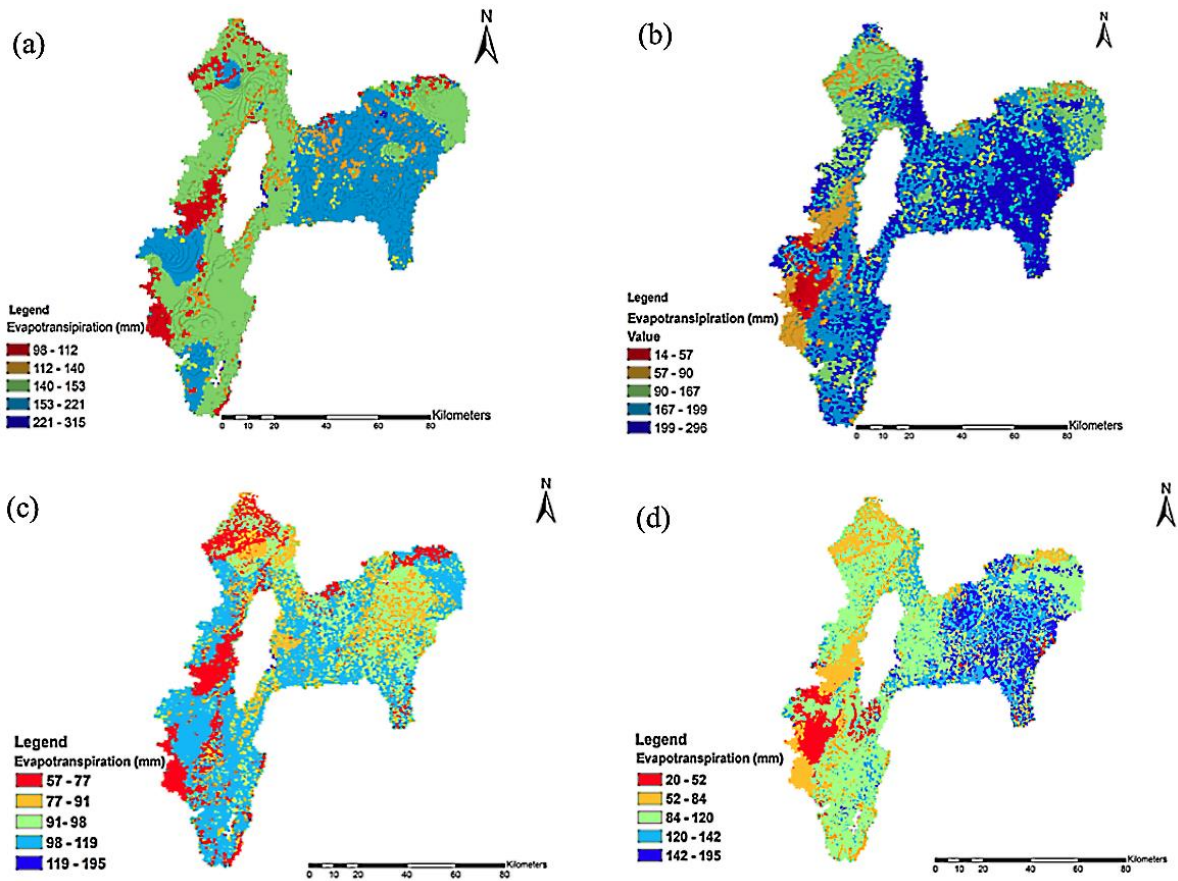 (a)
N
Legend
Evapotranspiration (mm)
98 - 112
112 - 140
140 - 153
153 - 221
221 - 315
Kilometers
0 10 20 40 60 80
(b)
N
Legend
Evapotranspiration (mm)
Value
14 - 57
57 - 90
90 - 167
167 - 199
199 - 296
Kilometers
0 10 20 40 60 80
(c)
N
Legend
Evapotranspiration (mm)
57 - 77
77 - 91
91 - 98
98 - 119
119 - 195
Kilometers
0 10 20 40 60 80
(d)
N
Legend
Evapotranspiration (mm)
20 - 52
52 - 84
84 - 120
120 - 142
142 - 195
Kilometers
0 10 20 40 60 80